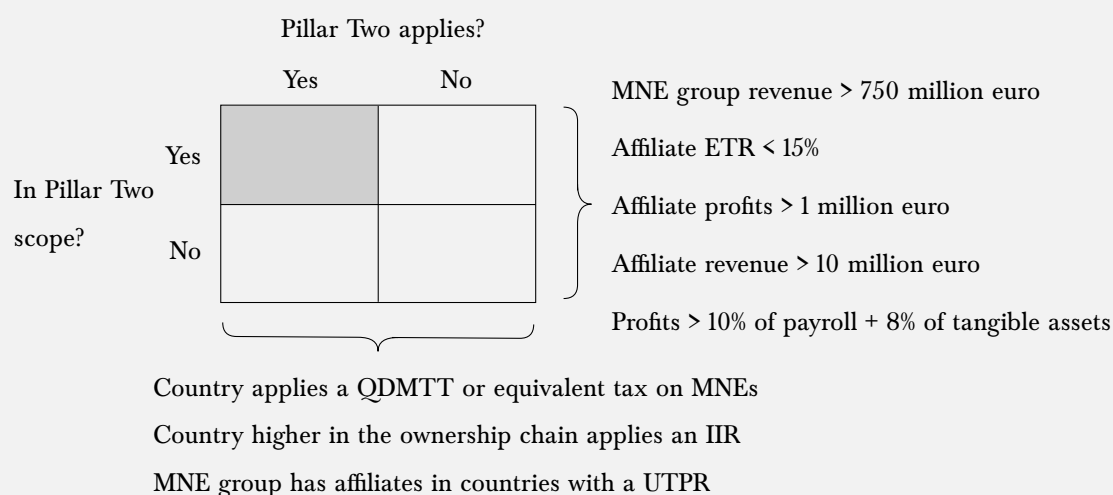 Pillar Two applies?
Yes
No
MNE group revenue > 750 million euro
Yes
Affiliate ETR < 15%
In Pillar Two
scope?
Affiliate profits > 1 million euro
No
Affiliate revenue > 10 million euro
Profits > 10% of payroll + 8% of tangible assets
Country applies a QDMTT or equivalent tax on MNEs
Country higher in the ownership chain applies an IIR
MNE group has affiliates in countries with a UTPR